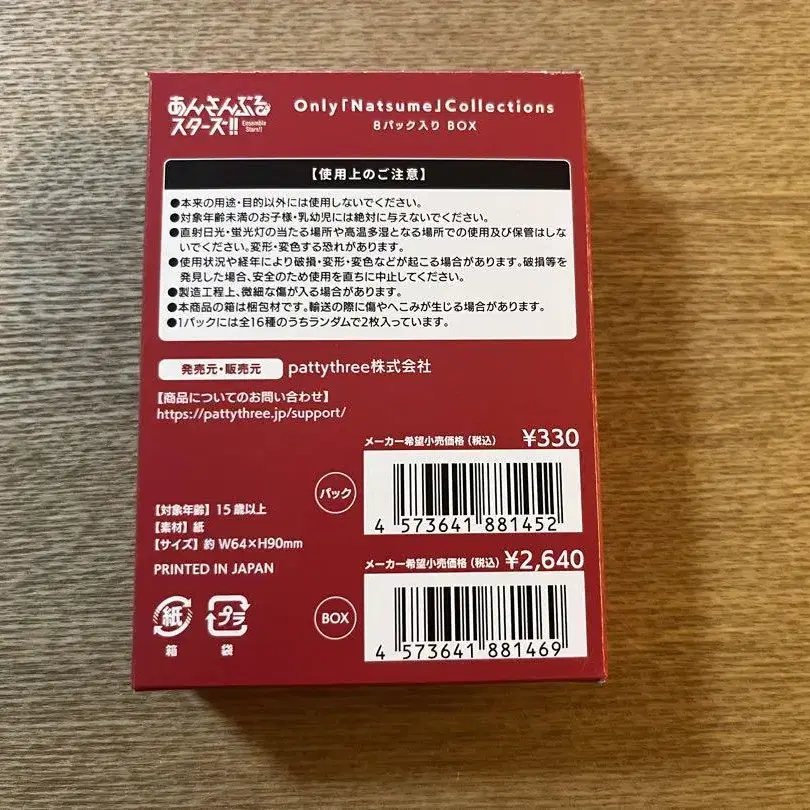 あんさんぶる
スターズ!!
Ensemble
Stars!!
Only「Natsume」Collections
8パック入り BOX
【使用上のご注意】
●本来の用途・目的以外には使用しないでください。
●対象年齢未満のお子様・乳幼児には絶対に与えないでください。
●直射日光・蛍光灯の当たる場所や高温多湿となる場所での使用及び保管はしな
いでください。変形・変色する恐れがあります。
●使用状況や経年により破損・変形・変色などが起こる場合があります。破損等を
発見した場合、安全のため使用を直ちに中止してください。
●製造工程上、微細な傷が入る場合があります。
●本商品の箱は梱包材です。輸送の際に傷やへこみが生じる場合があります。
●1パックには全16種のうちランダムで2枚入っています。
発売元・販売元 pattythree株式会社
【商品についてのお問い合わせ】
https://pattythree.jp/support/
メーカー希望小売価格(税込) ¥330
パック
4 573641 881452
【対象年齢】15歳以上
【素材】紙
【サイズ】約 W64×H90mm
PRINTED IN JAPAN
メーカー希望小売価格(税込) ¥2,640
BOX
4 573641 881469
紙
箱
プラ
袋